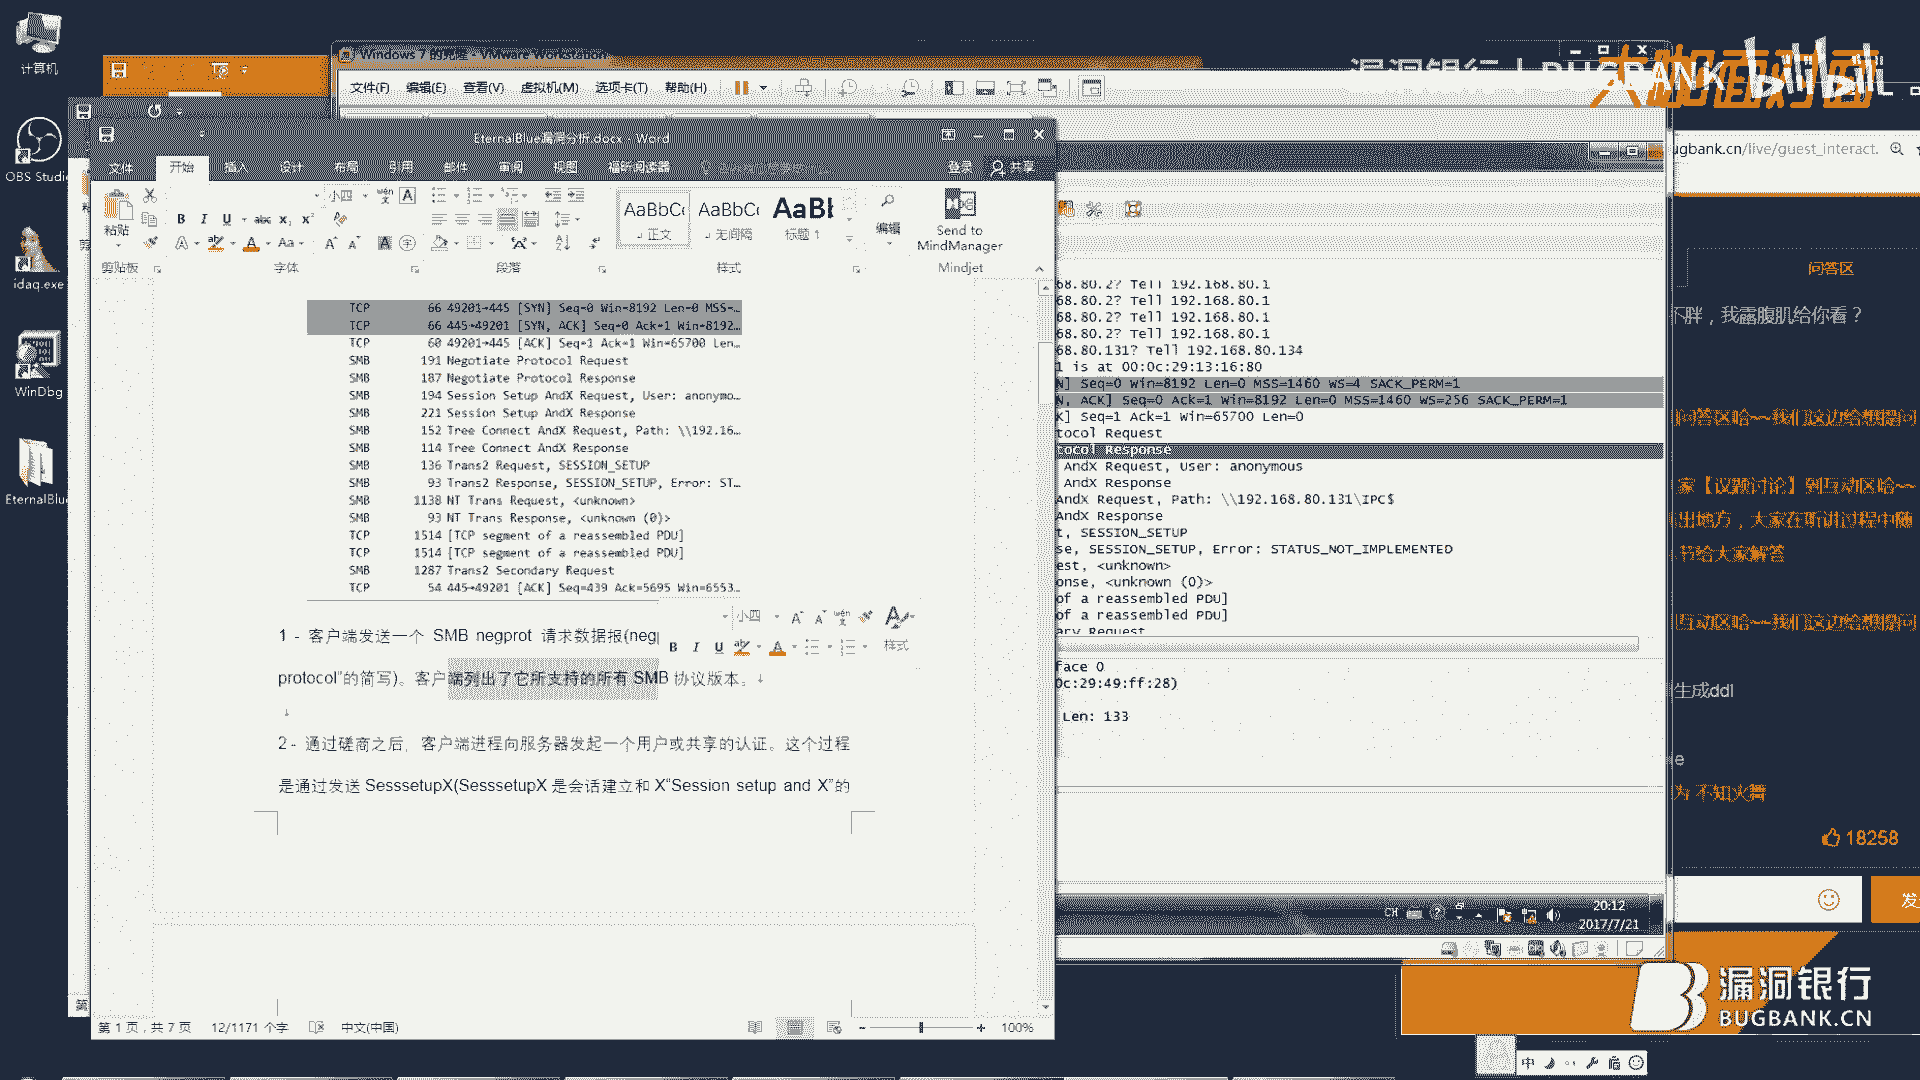 计算机
OBS Studi
idaq.exe
WinDbg
EternalBlu
Windows 7 的克隆 - VMware Workstation
文件(F) 编辑(E) 查看(V) 虚拟机(M) 选项卡(T) 帮助(H)
bilibili
EternalBlue漏洞分析.docx - Word
文件 开始 插入 设计 布局 引用 邮件 审阅 视图 福昕阅读器 登录 共享
粘贴
小四
AaBbCc AaBbCc AaBb
正文 无间隔 标题 1
编辑
Send to
MindManager
剪贴板 字体 段落 样式 Mindjet
TCP 66 49201→445 [SYN] Seq=0 Win=8192 Len=0 MSS=…
TCP 66 445→49201 [SYN, ACK] Seq=0 Ack=1 Win=8192…
TCP 60 49201→445 [ACK] Seq=1 Ack=1 Win=65700 Len…
SMB 191 Negotiate Protocol Request
SMB 187 Negotiate Protocol Response
SMB 194 Session Setup AndX Request, User: anonymo…
SMB 221 Session Setup AndX Response
SMB 152 Tree Connect AndX Request, Path: \\192.16…
SMB 114 Tree Connect AndX Response
SMB 136 Trans2 Request, SESSION_SETUP
SMB 93 Trans2 Response, SESSION_SETUP, Error: ST…
SMB 1138 NT Trans Request, <unknown>
SMB 93 NT Trans Response, <unknown (0)>
TCP 1514 [TCP segment of a reassembled PDU]
TCP 1514 [TCP segment of a reassembled PDU]
SMB 1287 Trans2 Secondary Request
TCP 54 445→49201 [ACK] Seq=439 Ack=5695 Win=6553…
小四
样式
1 - 客户端发送一个 SMB negprot 请求数据报(neg
protocol”的简写)。客户端列出了它所支持的所有 SMB 协议版本。
2 - 通过磋商之后，客户端进程向服务器发起一个用户或共享的认证。这个过程
是通过发送 SesssetupX(SesssetupX 是会话建立和 X“Session setup and X”的
第 1 页，共 7 页 12/1171 个字 中文(中国) 100%
68.80.2? Tell 192.168.80.1
68.80.2? Tell 192.168.80.1
68.80.2? Tell 192.168.80.1
68.80.2? Tell 192.168.80.1
68.80.131? Tell 192.168.80.134
1 is at 00:0c:29:13:16:80
N] Seq=0 Win=8192 Len=0 MSS=1460 WS=4 SACK_PERM=1
N, ACK] Seq=0 Ack=1 Win=8192 Len=0 MSS=1460 WS=256 SACK_PERM=1
K] Seq=1 Ack=1 Win=65700 Len=0
tocol Request
tocol Response
AndX Request, User: anonymous
AndX Response
AndX Request, Path: \\192.168.80.131\IPC$
AndX Response
t, SESSION_SETUP
se, SESSION_SETUP, Error: STATUS_NOT_IMPLEMENTED
est, <unknown>
onse, <unknown (0)>
of a reassembled PDU]
of a reassembled PDU]
ary Request
face 0
0c:29:49:ff:28)
Len: 133
CH
20:12
2017/7/21
ugbank.cn/live/guest_interact.
问答区
不胖，我露腹肌给你看？
问答区哈~~我们这边给想提问
家【议题讨论】到互动区哈~~
出地方，大家在听讲过程中随
节给大家解答
互动区哈~~我们这边给想提问
生成ddl
e
为 不知火舞
18258
发
漏洞银行
BUGBANK.CN
中